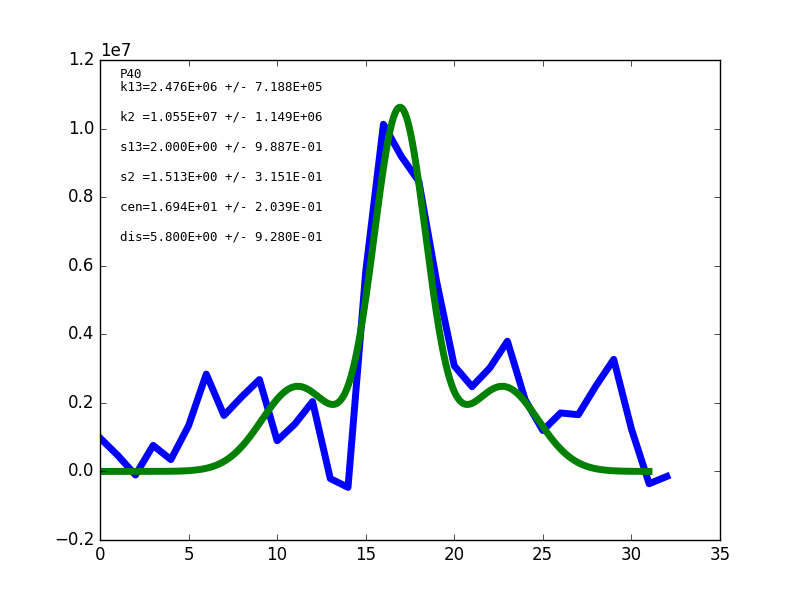 1e7
P40
k13=2.476E+06 +/- 7.188E+05
k2 =1.055E+07 +/- 1.149E+06
s13=2.000E+00 +/- 9.887E-01
s2 =1.513E+00 +/- 3.151E-01
cen=1.694E+01 +/- 2.039E-01
dis=5.800E+00 +/- 9.280E-01
1.2
1.0
0.8
0.6
0.4
0.2
0.0
−0.2
0 5 10 15 20 25 30 35